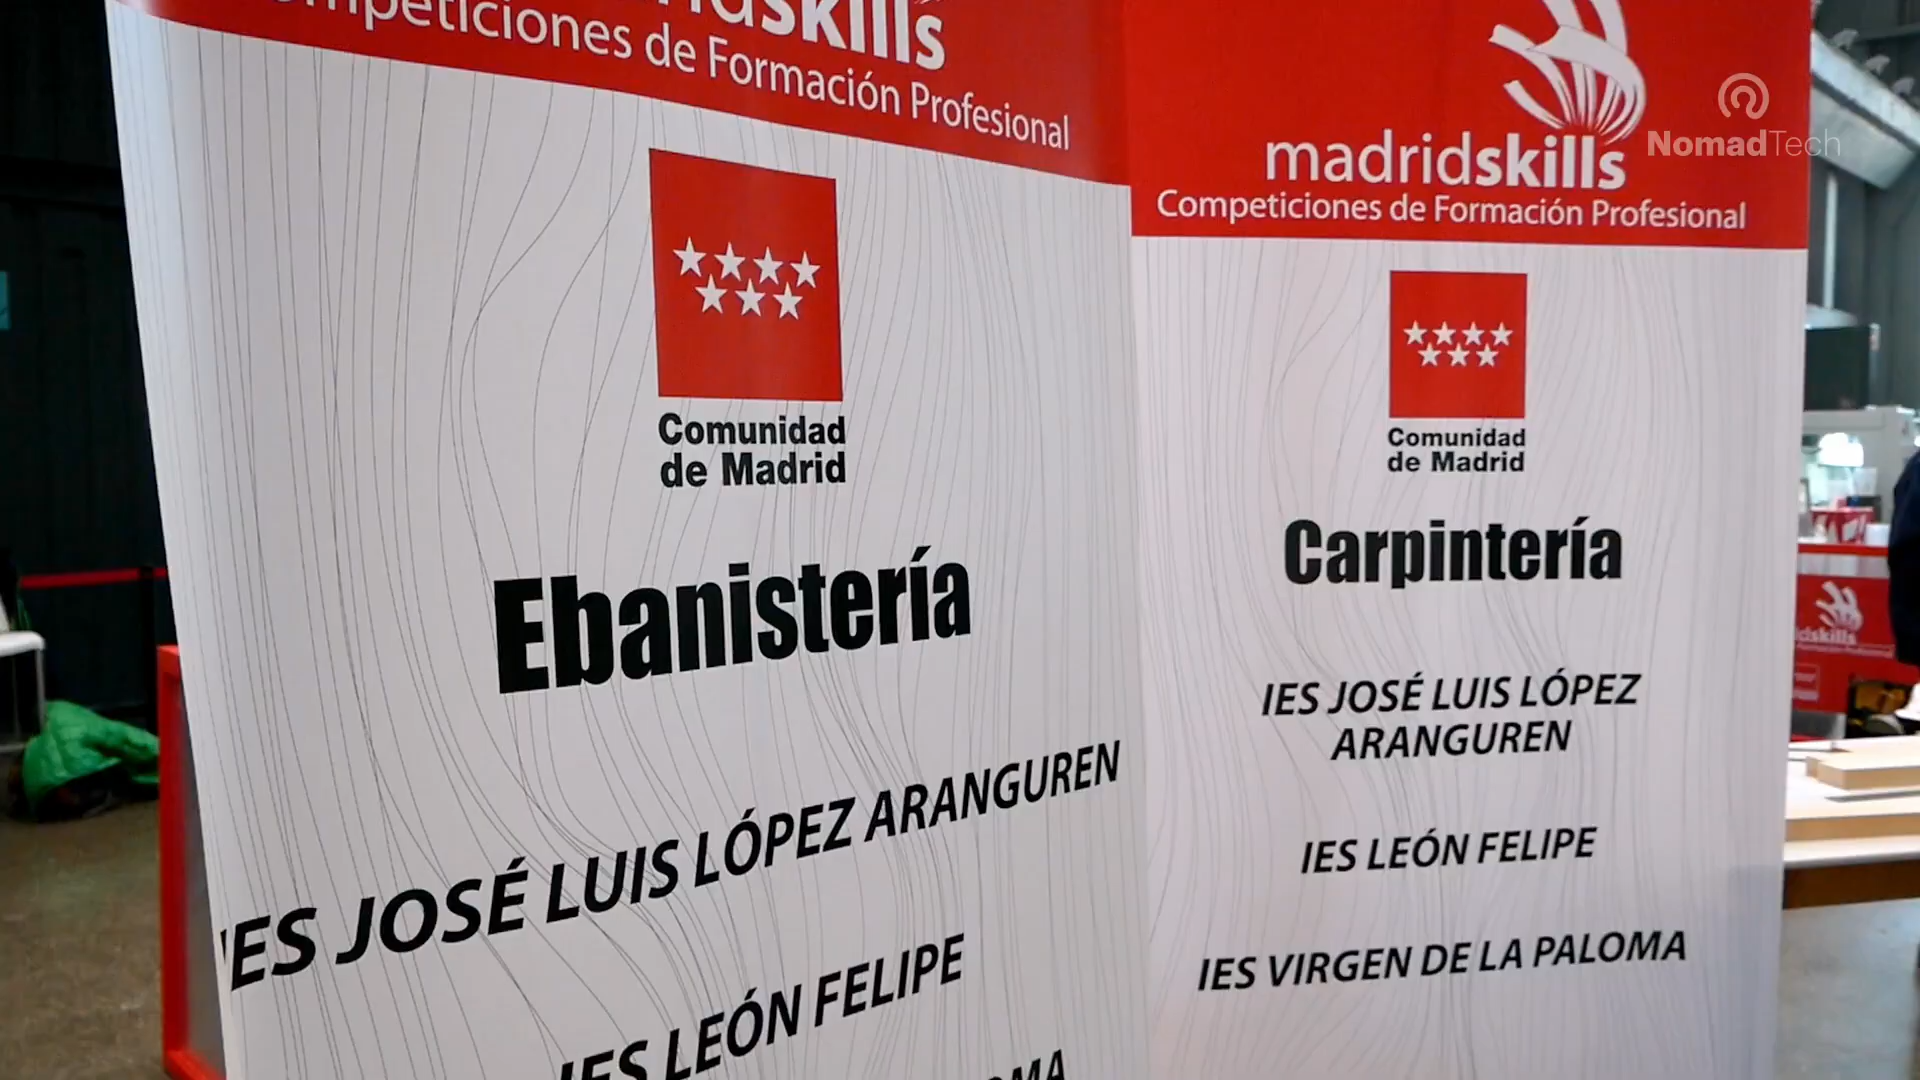 skills
Competiciones de Formación Profesional
Comunidad
de Madrid
Ebanistería
IES JOSÉ LUIS LÓPEZ ARANGUREN
IES LEÓN FELIPE
madridskills
Competiciones de Formación Profesional
Comunidad
de Madrid
Carpintería
IES JOSÉ LUIS LÓPEZ
ARANGUREN
IES LEÓN FELIPE
IES VIRGEN DE LA PALOMA
NomadTech